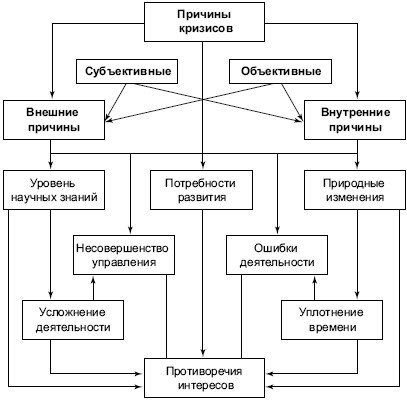 Причины
кризисов
Субъективные
Объективные
Внешние
причины
Внутренние
причины
Уровень
научных знаний
Потребности
развития
Природные
изменения
Несовершенство
управления
Ошибки
деятельности
Усложнение
деятельности
Уплотнение
времени
Противоречия
интересов